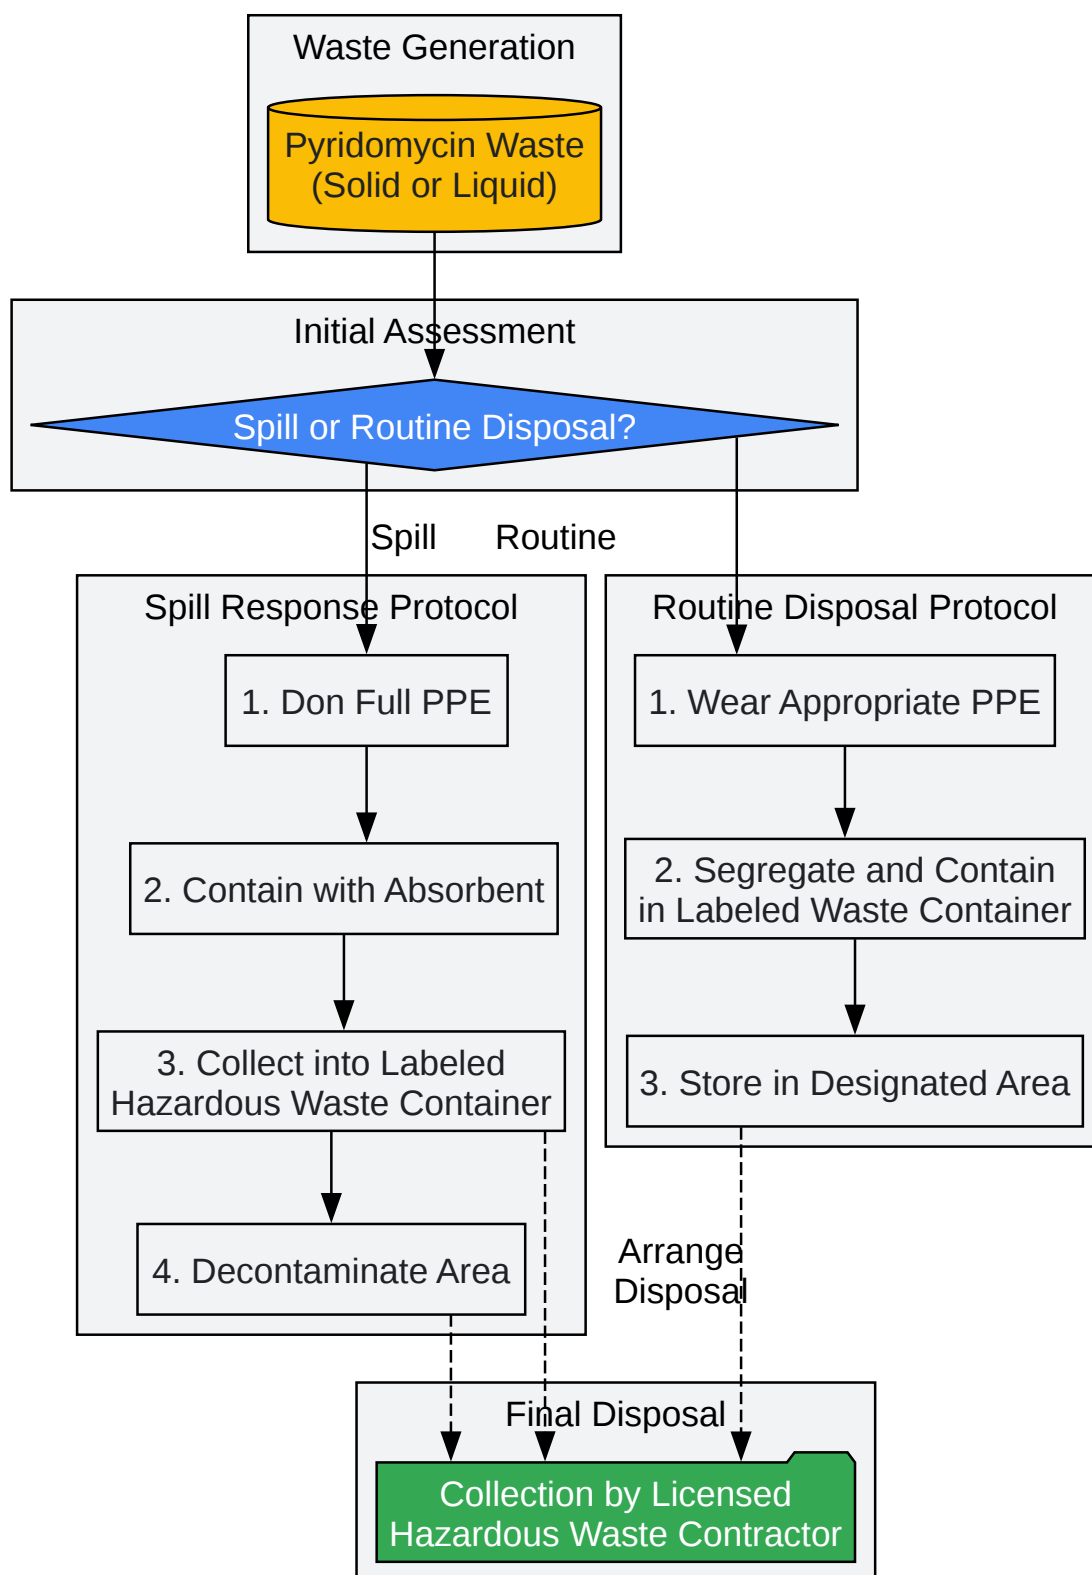 Waste Generation
Pyridomycin Waste
(Solid or Liquid)
Initial Assessment
Spill or Routine Disposal?
Spill
Routine
Spill Response Protocol
1. Don Full PPE
2. Contain with Absorbent
3. Collect into Labeled
Hazardous Waste Container
4. Decontaminate Area
Routine Disposal Protocol
1. Wear Appropriate PPE
2. Segregate and Contain
in Labeled Waste Container
3. Store in Designated Area
Arrange
Disposal
Final Disposal
Collection by Licensed
Hazardous Waste Contractor